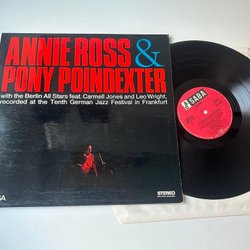 ANNIE ROSS &
PONY POINDEXTER
with the Berlin All Stars feat. Carmell Jones and Leo Wright,
recorded at the Tenth German Jazz Festival in Frankfurt
SABA
STEREO